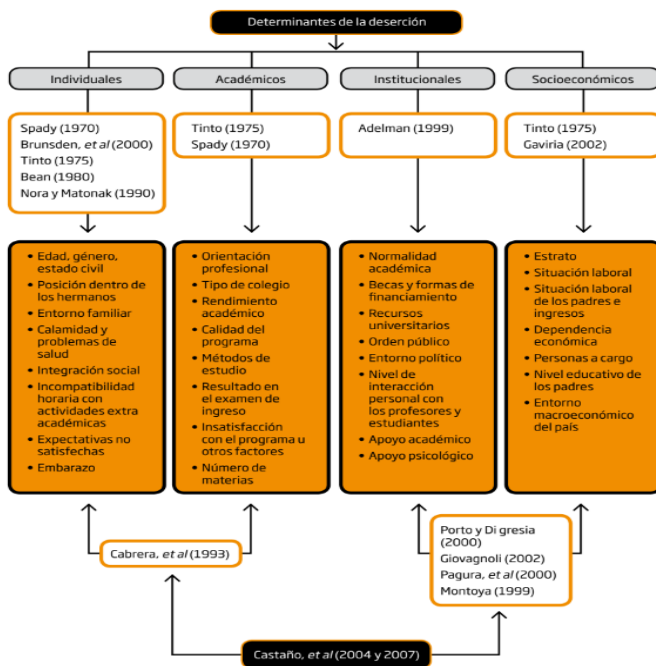 Determinantes de la deserción
Individuales
Académicos
Institucionales
Socioeconómicos
Spady (1970)
Brunsden, et al (2000)
Tinto (1975)
Bean (1980)
Nora y Matonak (1990)
Tinto (1975)
Spady (1970)
Adelman (1999)
Tinto (1975)
Gaviria (2002)
• Edad, género,
estado civil
• Posición dentro de
los hermanos
• Entorno familiar
• Calamidad y
problemas de
salud
• Integración social
• Incompatibilidad
horaria con
actividades extra
académicas
• Expectativas no
satisfechas
• Embarazo
• Orientación
profesional
• Tipo de colegio
• Rendimiento
académico
• Calidad del
programa
• Métodos de
estudio
• Resultado en
el examen de
ingreso
• Insatisfacción
con el programa u
otros factores
• Número de
materias
• Normalidad
académica
• Becas y formas de
financiamiento
• Recursos
universitarios
• Orden público
• Entorno político
• Nivel de
interacción
personal con
los profesores y
estudiantes
• Apoyo académico
• Apoyo psicológico
• Estrato
• Situación laboral
• Situación laboral
de los padres e
ingresos
• Dependencia
económica
• Personas a cargo
• Nivel educativo de
los padres
• Entorno
macroeconómico
del país
Cabrera, et al (1993)
Porto y Di gresia
(2000)
Giovagnoli (2002)
Pagura, et al (2000)
Montoya (1999)
Castaño, et al (2004 y 2007)